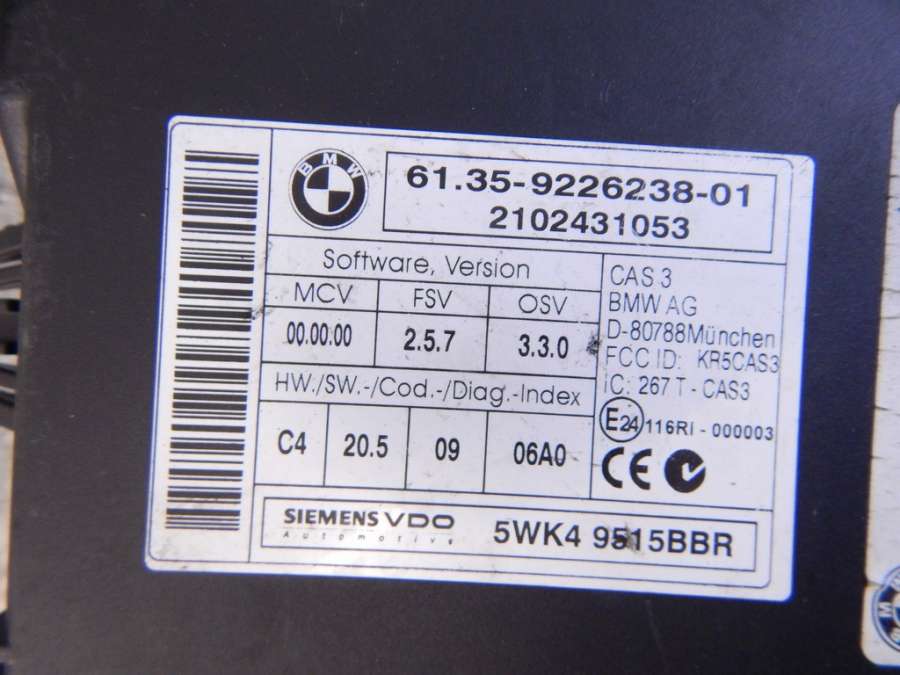 BMW
61.35-9226238-01
2102431053
Software, Version
MCV FSV OSV
00.00.00 2.5.7 3.3.0
HW./SW.-/Cod.-/Diag.-Index
C4 20.5 09 06A0
CAS 3
BMW AG
D-80788München
FCC ID: KR5CAS3
iC: 267 T - CAS3
E24 116RI - 000003
CE
SIEMENS VDO
Automotive
5WK4 9515BBR